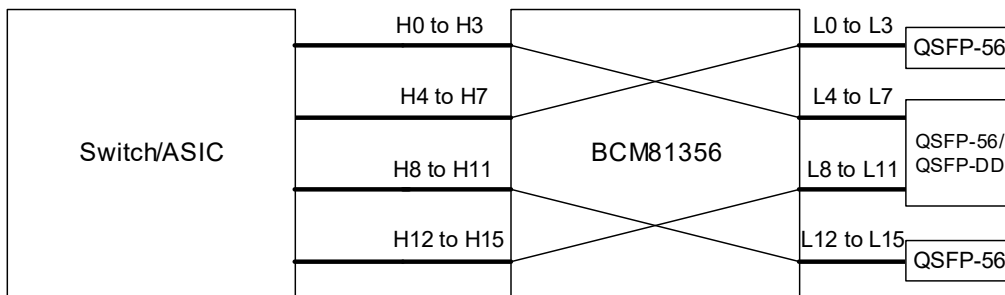 H0 to H3
L0 to L3
QSFP-56
H4 to H7
L4 to L7
Switch/ASIC
BCM81356
QSFP-56/
QSFP-DD
H8 to H11
L8 to L11
H12 to H15
L12 to L15
QSFP-56